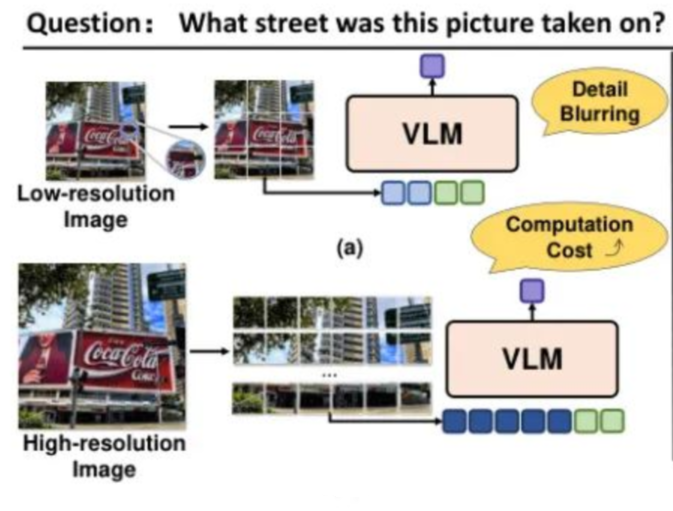 Question: What street was this picture taken on?
Detail
Blurring
VLM
Coca-Cola
Low-resolution
Image
(a)
Computation
Cost
Coca-Cola
COKE
VLM
...
High-resolution
Image